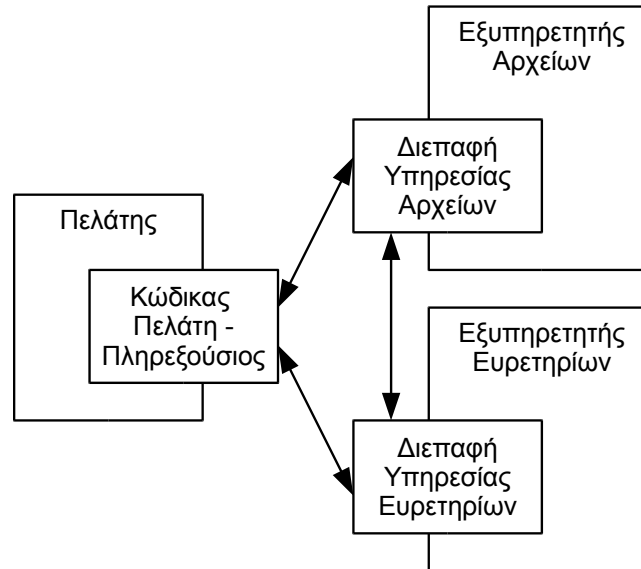 Εξυπηρετητής
Αρχείων
Διεπαφή
Υπηρεσίας
Αρχείων
Πελάτης
Κώδικας
Πελάτη -
Πληρεξούσιος
Εξυπηρετητής
Ευρετηρίων
Διεπαφή
Υπηρεσίας
Ευρετηρίων